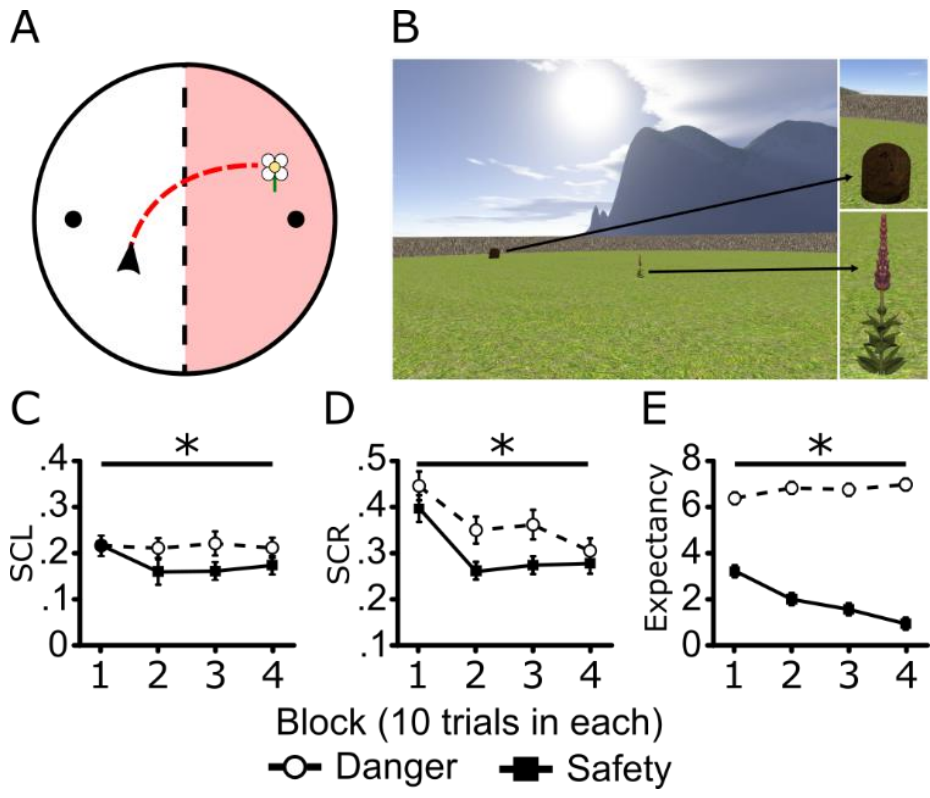 A
B
C
D
E
*
*
*
.4
.3
.2
.1
0
SCL
1 2 3 4
.5
.4
.3
.2
.1
SCR
1 2 3 4
8
6
4
2
0
Expectancy
1 2 3 4
Block (10 trials in each)
Danger Safety